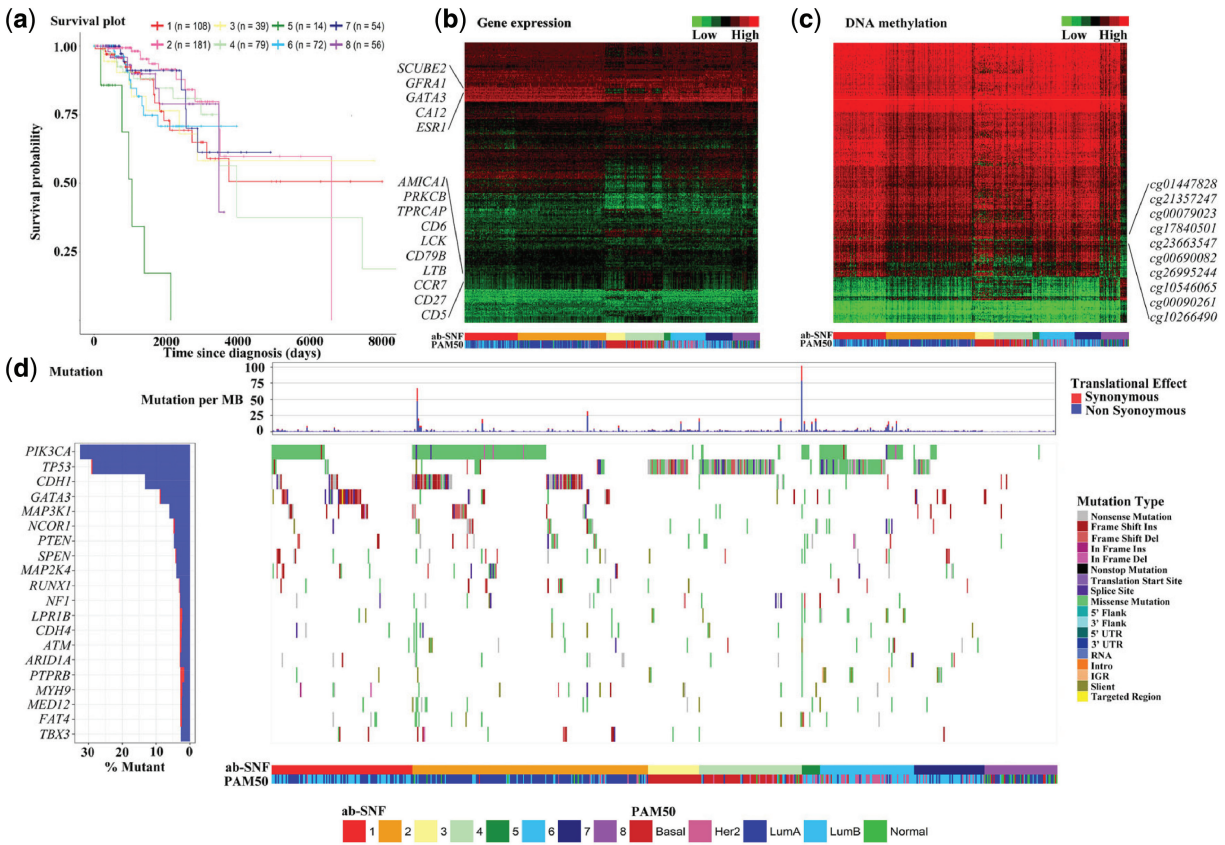 (a)
Survival plot
1 (n = 108)
3 (n = 39)
5 (n = 14)
7 (n = 54)
2 (n = 181)
4 (n = 79)
6 (n = 72)
8 (n = 56)
1.00
0.75
0.50
0.25
Survival probability
0
2000
4000
6000
8000
Time since diagnosis (days)
(b)
Gene expression
Low
High
SCUBE2
GFRA1
GATA3
CA12
ESR1
AMICA1
PRKCB
TPRCAP
CD6
LCK
CD79B
LTB
CCR7
CD27
CD5
ab-SNF
PAM50
(c)
DNA methylation
Low
High
cg01447828
cg21357247
cg00079023
cg17840501
cg23663547
cg00690082
cg26995244
cg10546065
cg00090261
cg10266490
ab-SNF
PAM50
(d)
Mutation
Mutation per MB
100
75
50
25
0
Translational Effect
Synonymous
Non Syonoymous
PIK3CA
TP53
CDH1
GATA3
MAP3K1
NCOR1
PTEN
SPEN
MAP2K4
RUNX1
NF1
LPR1B
CDH4
ATM
ARID1A
PTPRB
MYH9
MED12
FAT4
TBX3
30
20
10
0
% Mutant
Mutation Type
Nonsense Mutation
Frame Shift Ins
Frame Shift Del
In Frame Ins
In Frame Del
Nonstop Mutation
Translation Start Site
Splice Site
Missense Mutation
5' Flank
3' Flank
5' UTR
3' UTR
RNA
Intro
IGR
Slient
Targeted Region
ab-SNF
PAM50
ab-SNF
PAM50
1
2
3
4
5
6
7
8
Basal
Her2
LumA
LumB
Normal